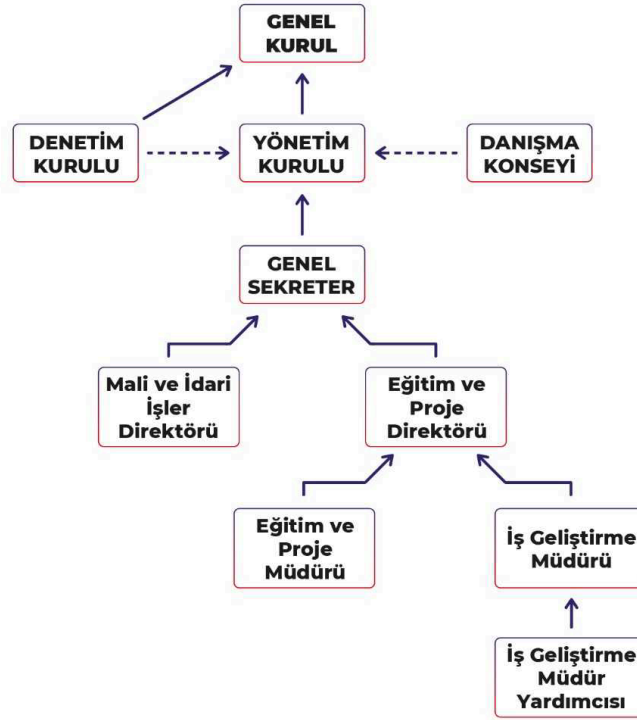 GENEL
KURUL
DENETİM
KURULU
YÖNETİM
KURULU
DANIŞMA
KONSEYİ
GENEL
SEKRETER
Mali ve İdari
İşler
Direktörü
Eğitim ve
Proje
Direktörü
Eğitim ve
Proje
Müdürü
İş Geliştirme
Müdürü
İş Geliştirme
Müdür
Yardımcısı